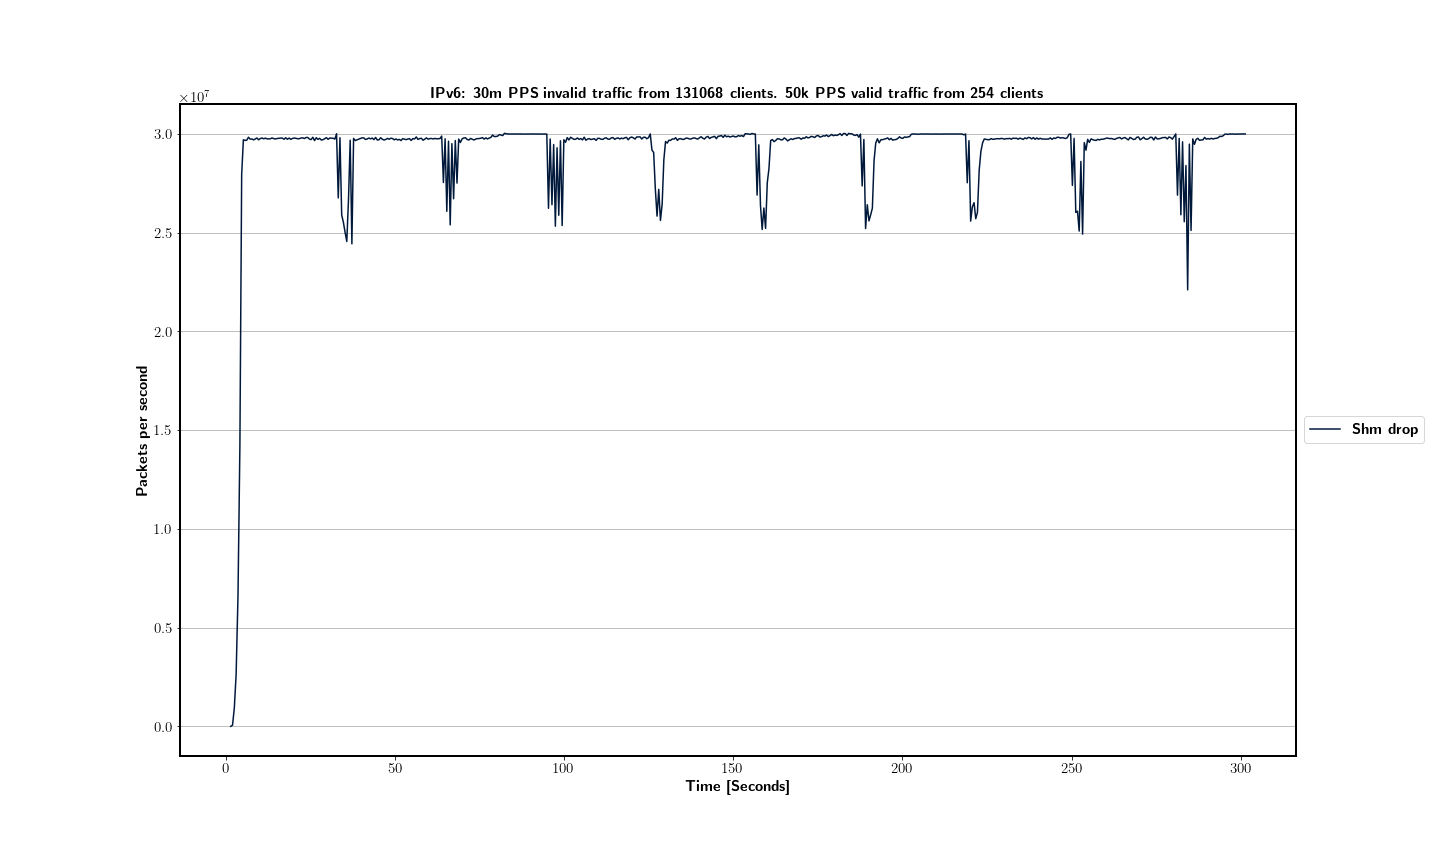 IPv6: 30m PPS invalid traffic from 131068 clients. 50k PPS valid traffic from 254 clients
×10⁷
3.0
2.5
2.0
1.5
1.0
0.5
0.0
Packets per second
0 50 100 150 200 250 300
Time [Seconds]
Shm drop